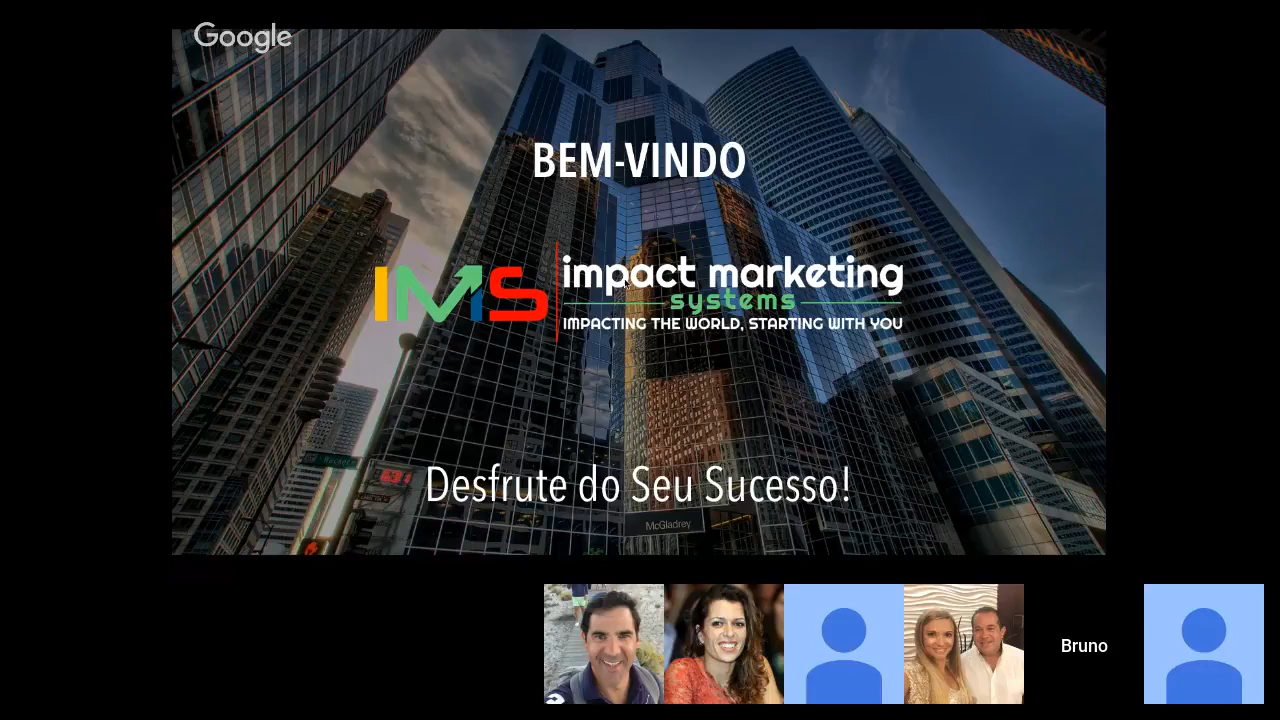 Google
BEM-VINDO
IMS
impact marketing
systems
IMPACTING THE WORLD, STARTING WITH YOU
Desfrute do Seu Sucesso!
McGladrey
Bruno